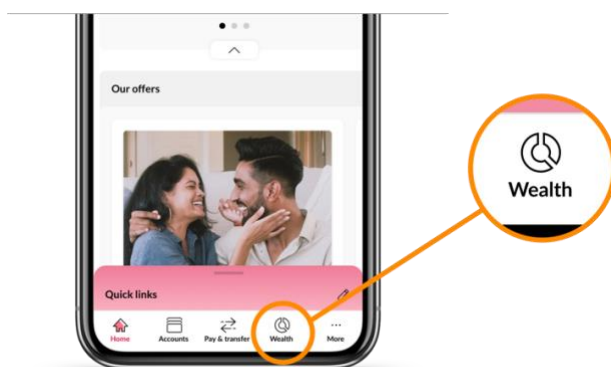 Our offers
Quick links
Home Accounts Pay & transfer Wealth More
Wealth